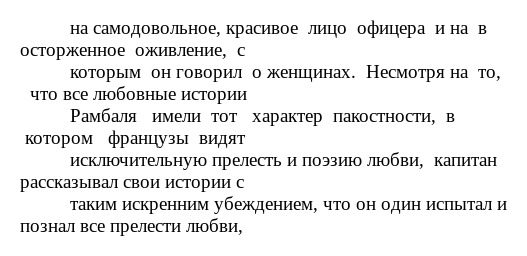 на самодовольное, красивое лицо офицера и на в
осторженное оживление, с
которым он говорил о женщинах. Несмотря на то,
что все любовные истории
Рамбаля имели тот характер пакостности, в
котором французы видят
исключительную прелесть и поэзию любви, капитан
рассказывал свои истории с
таким искренним убеждением, что он один испытал и
познал все прелести любви,